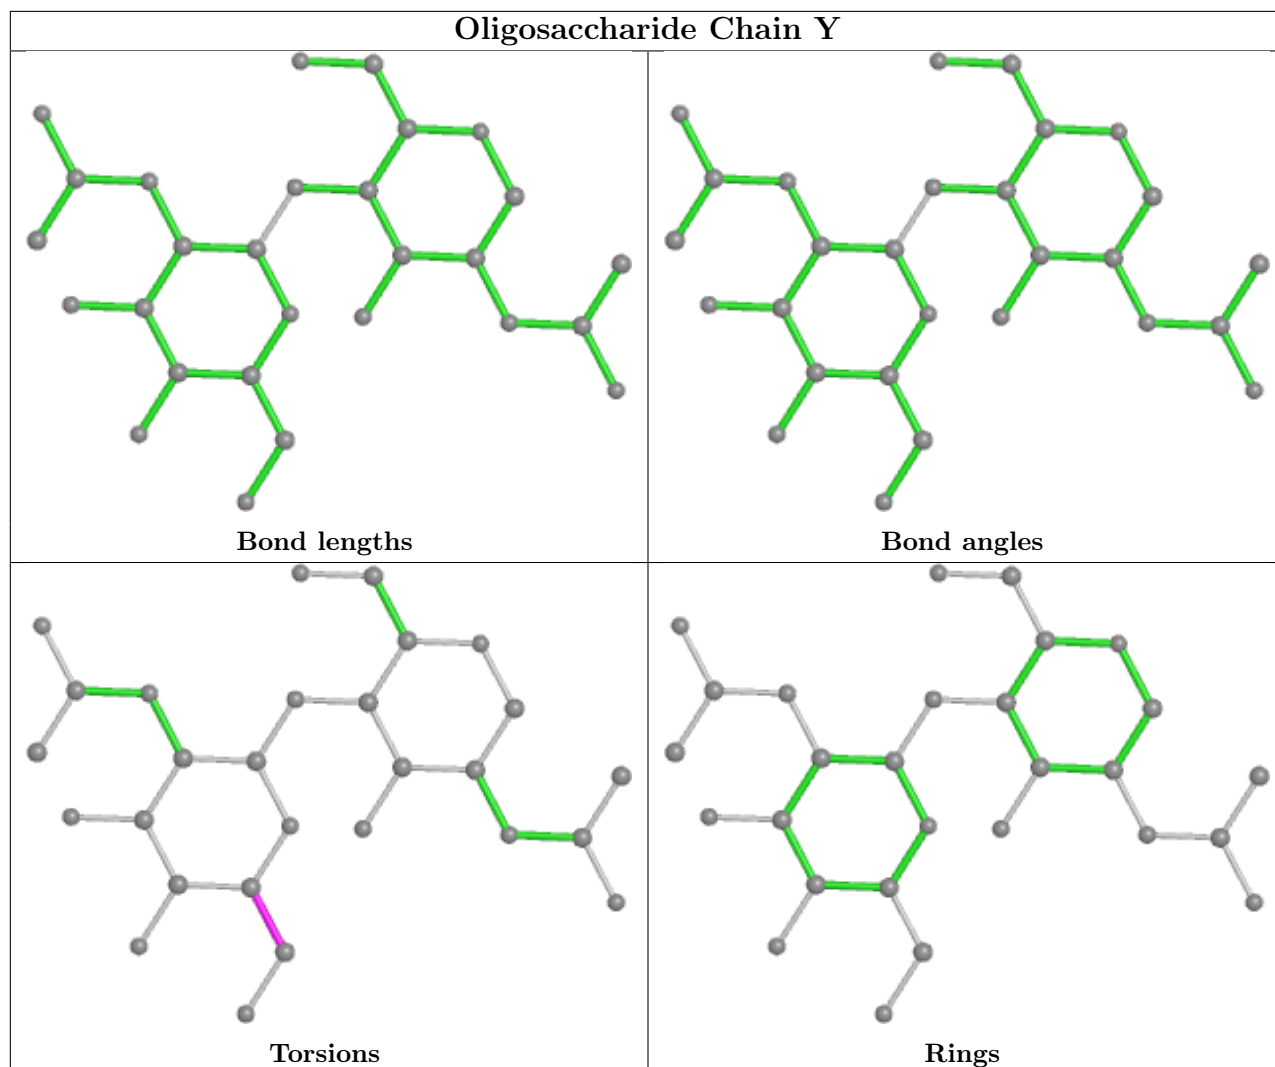 Oligosaccharide Chain Y
Bond lengths
Bond angles
Torsions
Rings